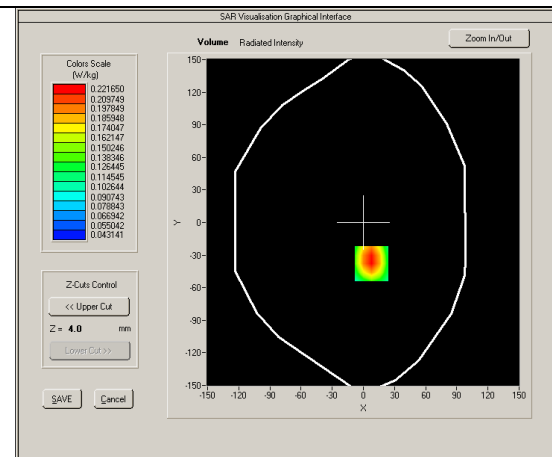 SAR Visualisation Graphical Interface
Volume Radiated Intensity
Zoom In/Out
Colors Scale
(W/kg)
0.221650
0.209749
0.197849
0.185948
0.174047
0.162147
0.150246
0.138346
0.126445
0.114545
0.102644
0.090743
0.078843
0.066942
0.055042
0.043141
Z-Cuts Control
<< Upper Cut
Z = 4.0 mm
Lower Cut >>
SAVE Cancel
150-
120-
90-
60-
30-
0-
-30-
-60-
-90-
-120-
-150-
Y
-150 -120 -90 -60 -30 0 30 60 90 120 150
X